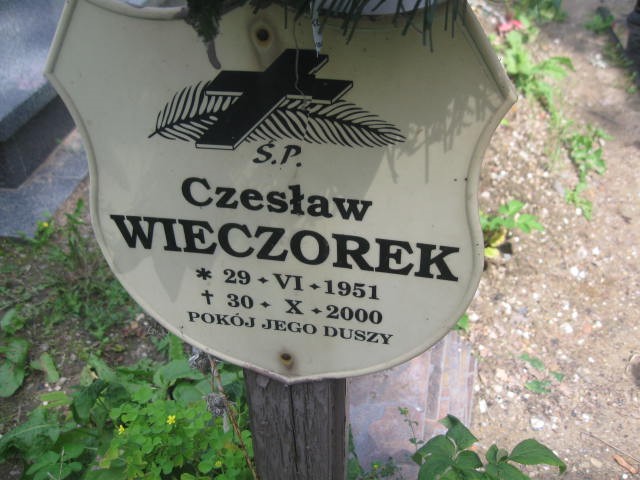 Ś.P.
Czesław
WIECZOREK
* 29 ✦ VI ✦ 1951
† 30 ✦ X ✦ 2000
POKÓJ JEGO DUSZY